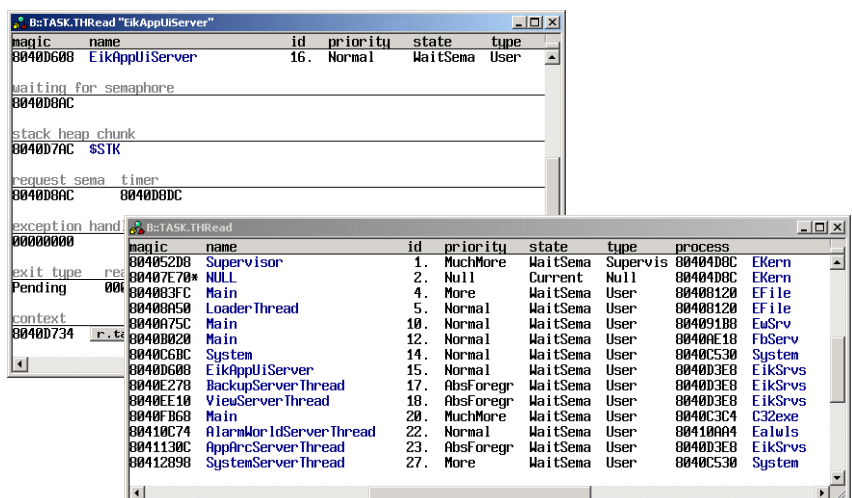 B::TASK.THRead "EikAppUiServer"
magic name id priority state type
8040D608 EikAppUiServer 16. Normal WaitSema User
waiting for semaphore
8040D8AC
stack heap chunk
8040D7AC $STK
request sema timer
8040D8AC 8040D8DC
exception handl
00000000
exit type rea
Pending 000
context
8040D734 r.ta
B::TASK.THRead
magic name id priority state type process
804052D8 Supervisor 1. MuchMore WaitSema Supervis 80404D8C EKern
80407E70* NULL 2. Null Current Null 80404D8C EKern
804083FC Main 4. More WaitSema User 80408120 EFile
80408A50 LoaderThread 5. Normal WaitSema User 80408120 EFile
8040A75C Main 10. Normal WaitSema User 804091B8 EwSrv
8040B020 Main 12. Normal WaitSema User 8040AE18 FbServ
8040C6BC System 14. Normal WaitSema User 8040C530 System
8040D608 EikAppUiServer 15. Normal WaitSema User 8040D3E8 EikSrvs
8040E278 BackupServerThread 17. AbsForegr WaitSema User 8040D3E8 EikSrvs
8040EE10 ViewServerThread 18. AbsForegr WaitSema User 8040D3E8 EikSrvs
8040FB68 Main 20. MuchMore WaitSema User 8040C3C4 C32exe
80410C74 AlarmWorldServerThread 22. Normal WaitSema User 80410AA4 Ealwls
8041130C AppArcServerThread 23. AbsForegr WaitSema User 8040D3E8 EikSrvs
80412898 SystemServerThread 27. More WaitSema User 8040C530 System